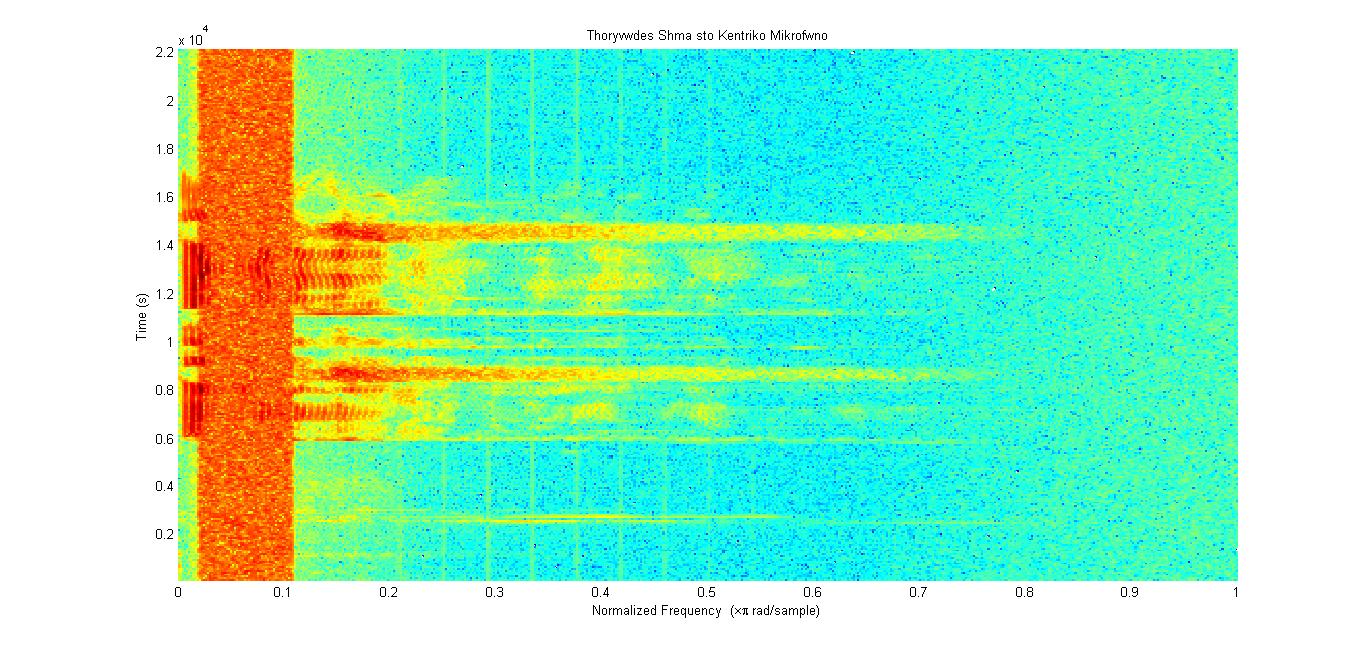 Thorywdes Shma sto Kentriko Mikrofwno
x 10^4
2.2
2
1.8
1.6
1.4
1.2
1
0.8
0.6
0.4
0.2
Time (s)
0 0.1 0.2 0.3 0.4 0.5 0.6 0.7 0.8 0.9 1
Normalized Frequency (×π rad/sample)